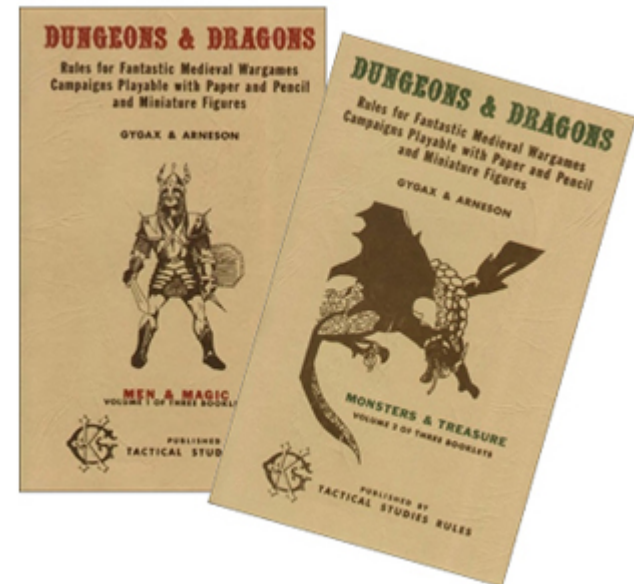 DUNGEONS & DRAGONS
Rules for Fantastic Medieval Wargames
Campaigns Playable with Paper and Pencil
and Miniature Figures
GYGAX & ARNESON
MEN & MAGIC
VOLUME 1 OF THREE BOOKL
PUBLISHED
TACTICAL STUD
DUNGEONS & DRAGONS
Rules for Fantastic Medieval Wargames
Campaigns Playable with Paper and Pencil
and Miniature Figures
GYGAX & ARNESON
MONSTERS & TREASURE
VOLUME 2 OF THREE BOOKLETS
PUBLISHED BY
TACTICAL STUDIES RULES